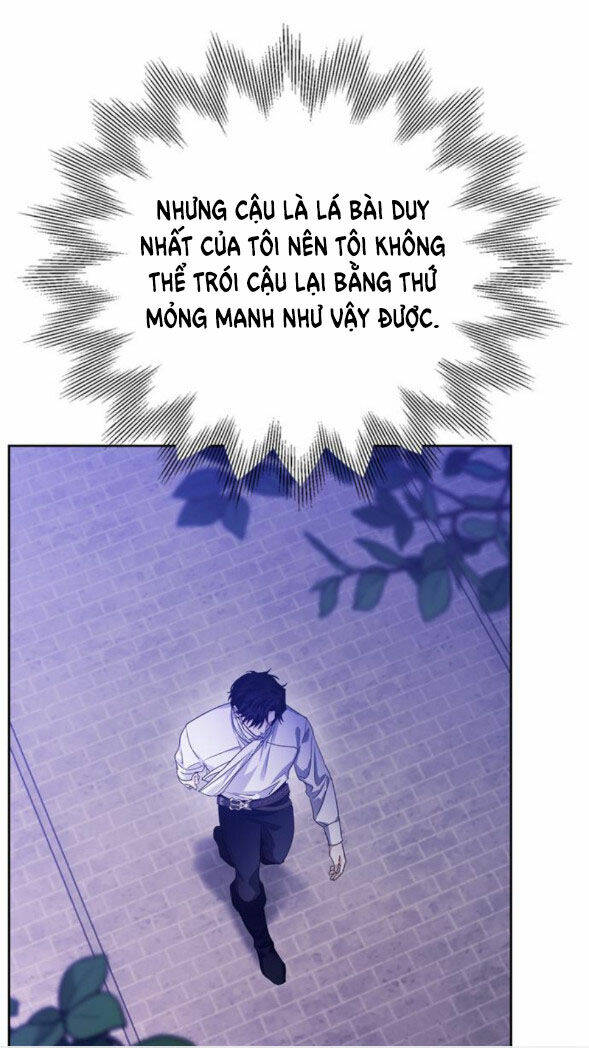 NHƯNG CẬU LÀ LÁ BÀI DUY
NHẤT CỦA TÔI NÊN TÔI KHÔNG
THỂ TRÓI CẬU LẠI BẰNG THỨ
MỎNG MANH NHƯ VẬY ĐƯỢC.